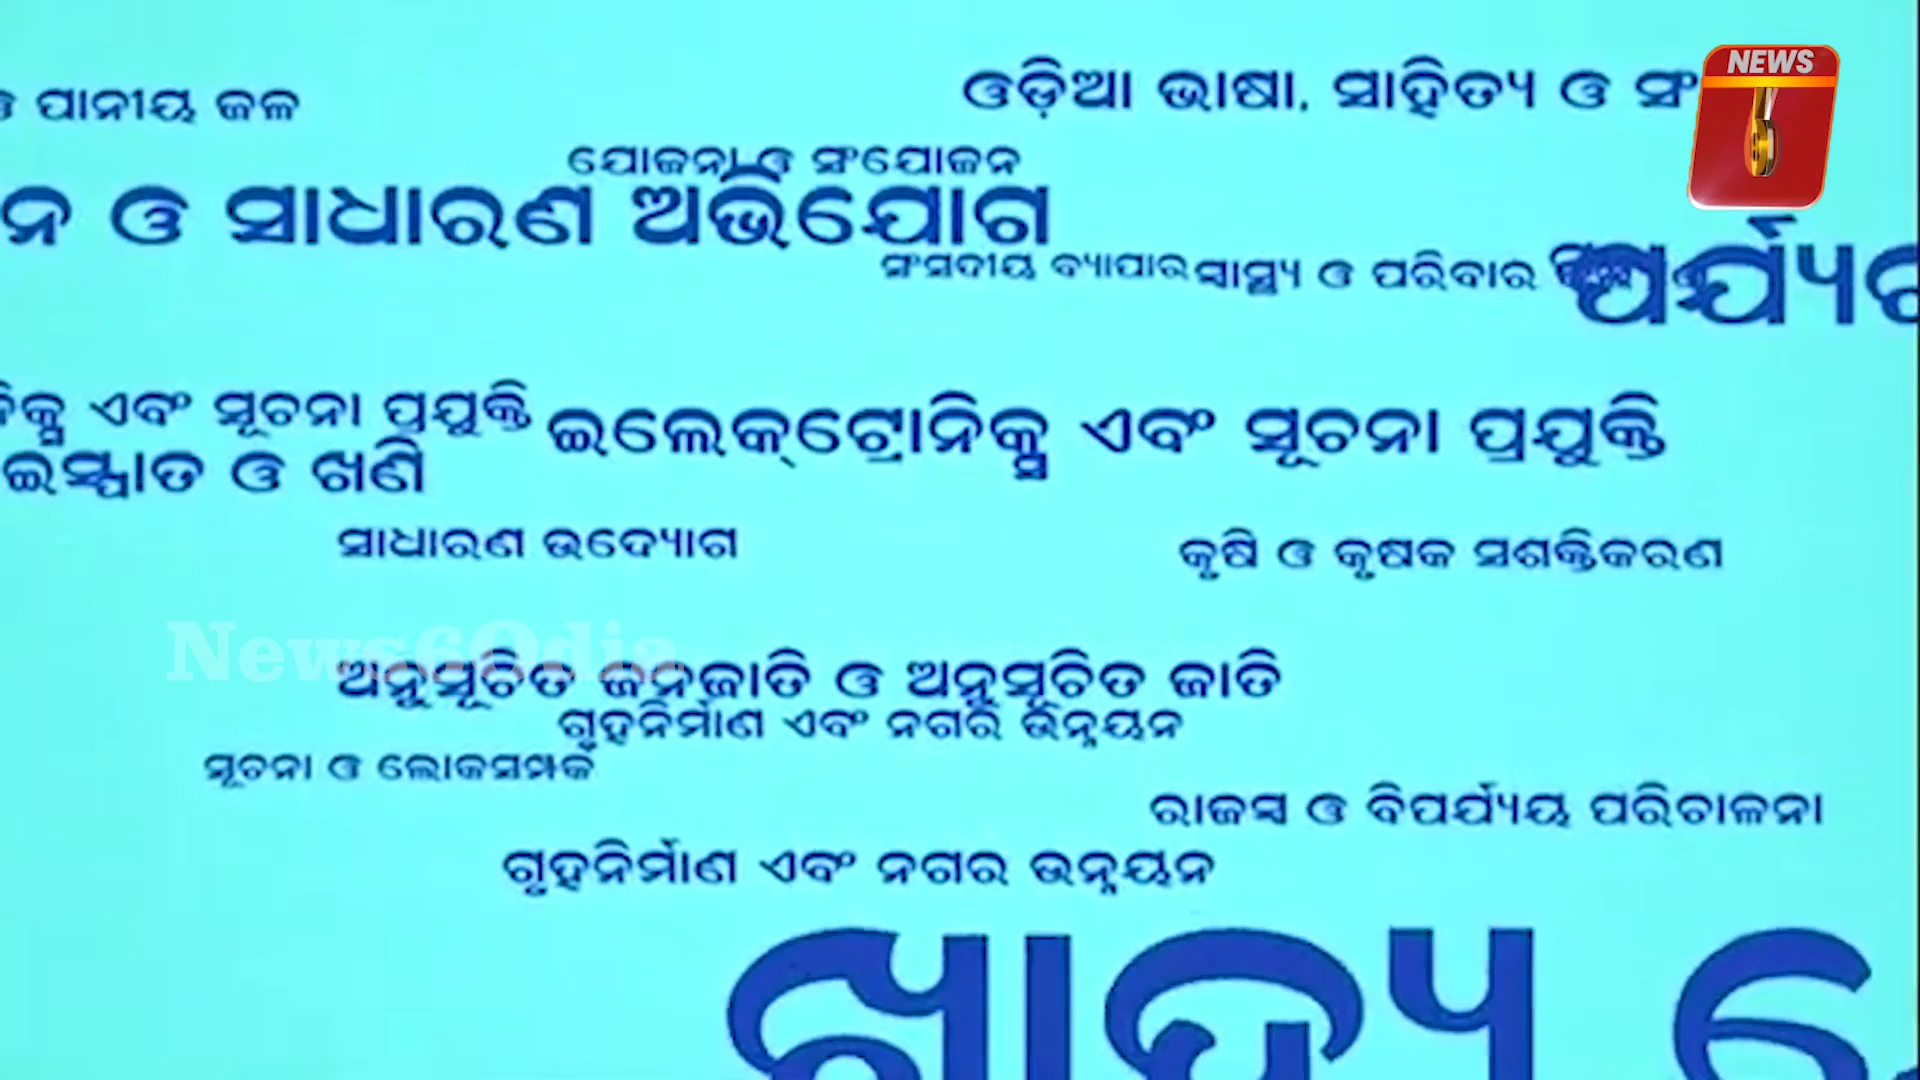 NEWS
ଓଡ଼ିଆ ଭାଷା, ସାହିତ୍ୟ ଓ
ଓ ପାନୀୟ ଜଳ
ଯୋଜନା ଓ ସଂଯୋଜନ
ନ ଓ ସାଧାରଣ ଅଭିଯୋଗ
ସଂସଦୀୟ ବ୍ୟାପାର
ସ୍ୱାସ୍ଥ୍ୟ ଓ ପରିବାର
ଏବଂ ସୂଚନା ପ୍ରଯୁକ୍ତି
ଇଲେକ୍‌ଟ୍ରୋନିକ୍ସ ଏବଂ ସୂଚନା ପ୍ରଯୁକ୍ତି
ଇସ୍ପାତ ଓ ଖଣି
ସାଧାରଣ ଉଦ୍ୟୋଗ
କୃଷି ଓ କୃଷକ ସଶକ୍ତିକରଣ
News6Odia
ଅନୁସୂଚିତ ଜନଜାତି ଓ ଅନୁସୂଚିତ ଜାତି
ଗୃହନିର୍ମାଣ ଏବଂ ନଗର ଉନ୍ନୟନ
ସୂଚନା ଓ ଲୋକସମ୍ପର୍କ
ରାଜସ୍ୱ ଓ ବିପର୍ଯ୍ୟୟ ପରିଚାଳନା
ଗୃହନିର୍ମାଣ ଏବଂ ନଗର ଉନ୍ନୟନ
ଖାଦ୍ୟ